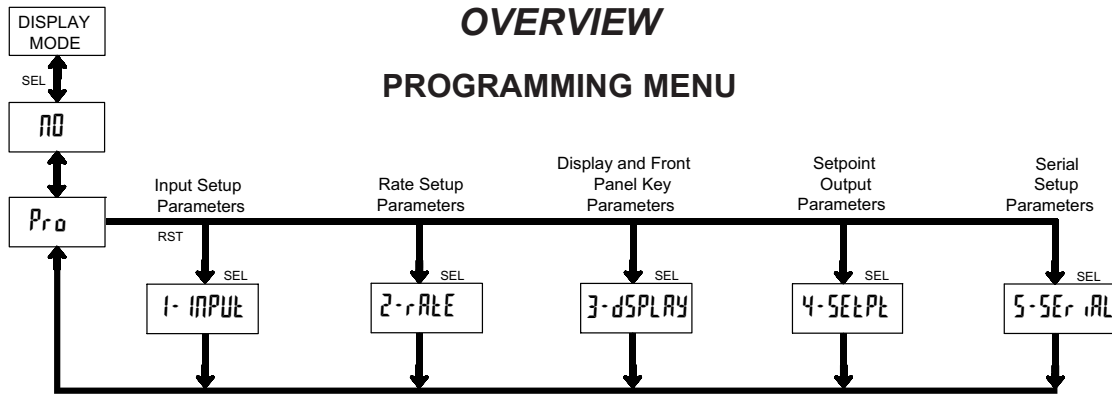 OVERVIEW
PROGRAMMING MENU
DISPLAY
MODE
SEL
NO
Pro
RST
Input Setup
Parameters
Rate Setup
Parameters
Display and Front
Panel Key
Parameters
Setpoint
Output
Parameters
Serial
Setup
Parameters
SEL
SEL
SEL
SEL
SEL
1-INPUt
2-rAtE
3-dSPLAY
4-SEtPt
5-SEriAL